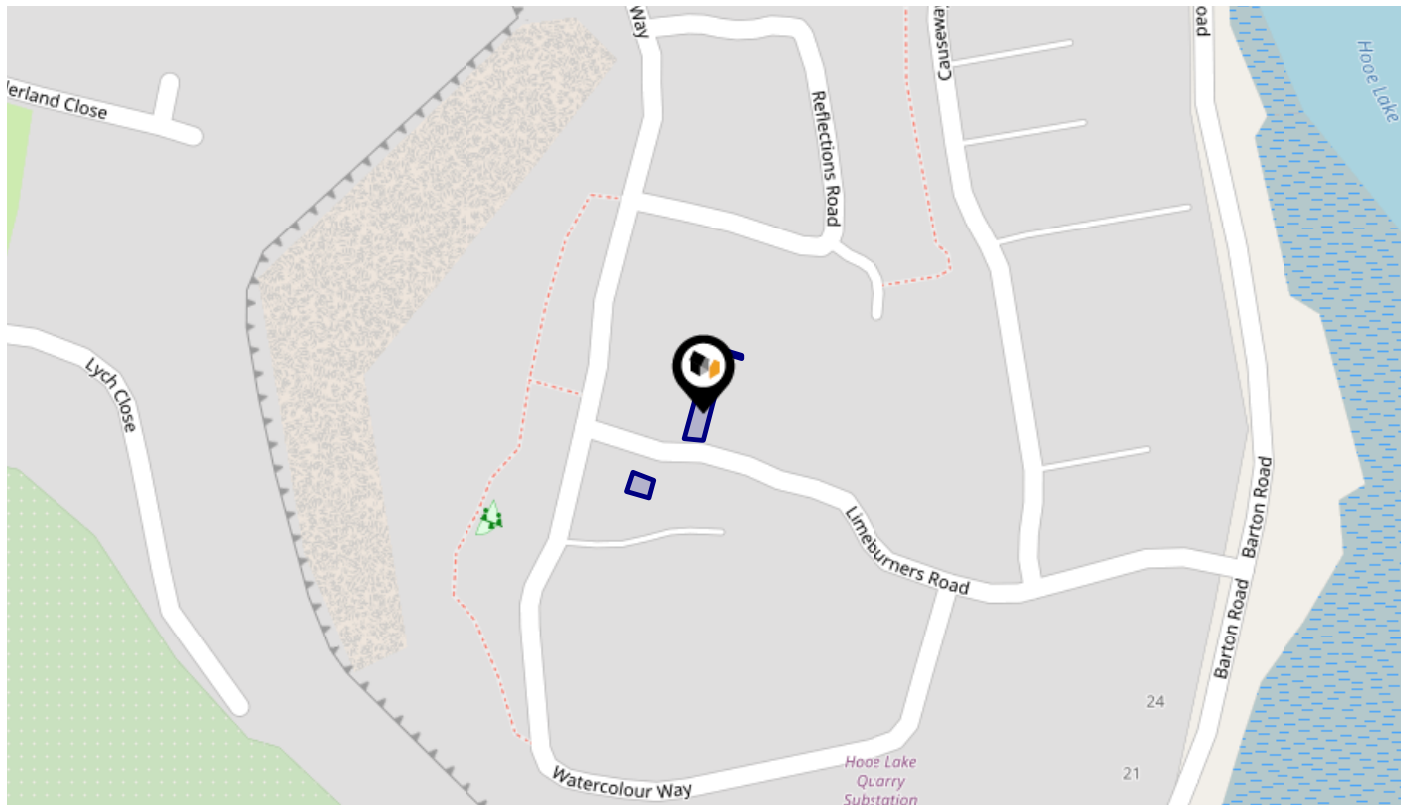 Way
Causeway
oad
Hooe Lake
erland Close
Reflections Road
Lych Close
Barton Road
Limeburners Road
Barton Road
24
Hooe Lake
Quarry
Substation
21
Watercolour Way